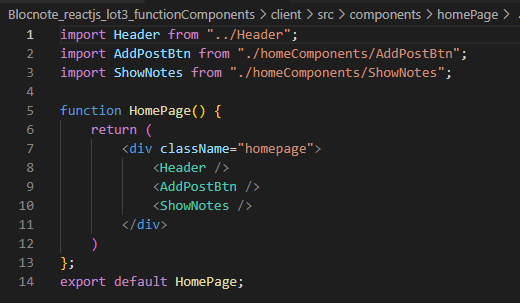 Blocnote_reactjs_lot3_functionComponents > client > src > components > homePage >
1 import Header from "../Header";
2 import AddPostBtn from "./homeComponents/AddPostBtn";
3 import ShowNotes from "./homeComponents/ShowNotes";
4
5 function HomePage() {
6 return (
7 <div className="homepage">
8 <Header />
9 <AddPostBtn />
10 <ShowNotes />
11 </div>
12 )
13 };
14 export default HomePage;